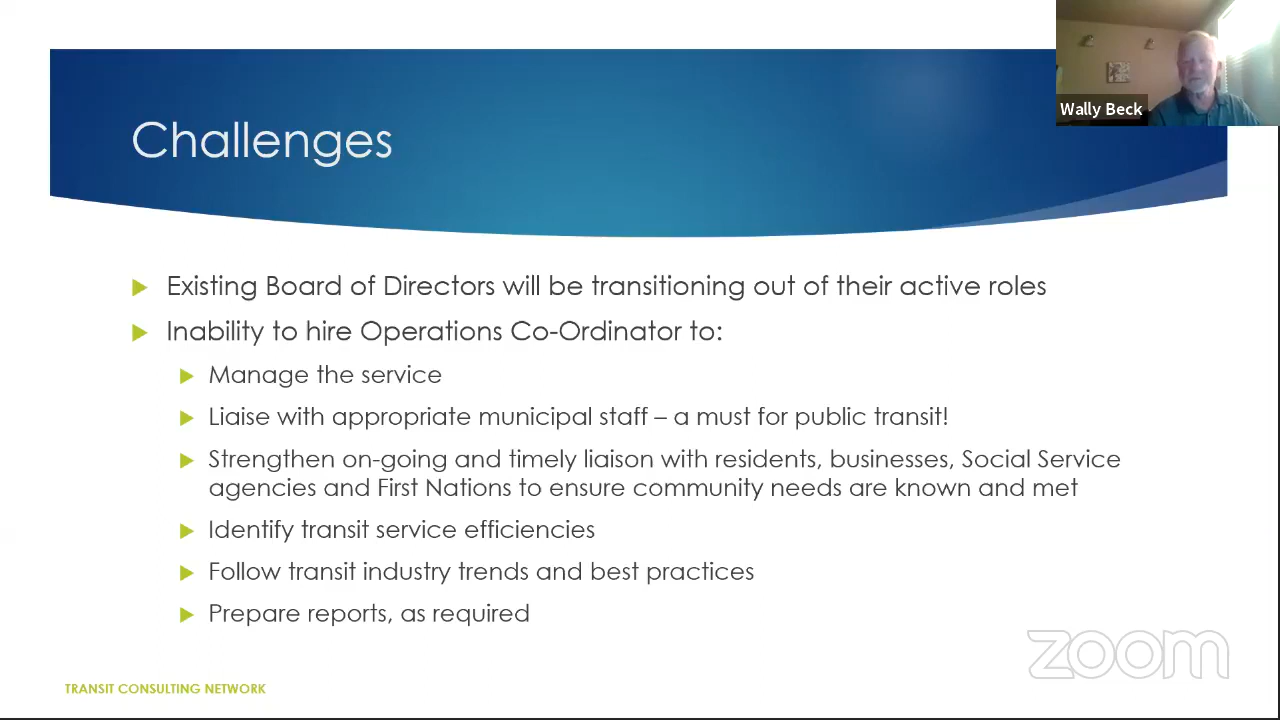 Wally Beck
Challenges
Existing Board of Directors will be transitioning out of their active roles
Inability to hire Operations Co-Ordinator to:
Manage the service
Liaise with appropriate municipal staff – a must for public transit!
Strengthen on-going and timely liaison with residents, businesses, Social Service
agencies and First Nations to ensure community needs are known and met
Identify transit service efficiencies
Follow transit industry trends and best practices
Prepare reports, as required
zoom
TRANSIT CONSULTING NETWORK